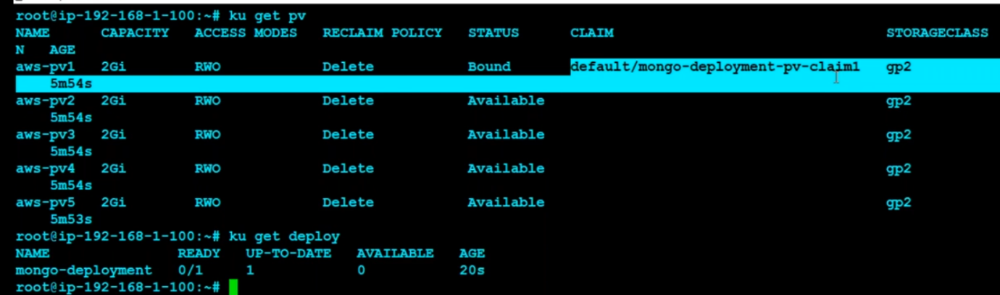 root@ip-192-168-1-100:~# ku get pv
NAME      CAPACITY   ACCESS MODES   RECLAIM POLICY   STATUS      CLAIM                                STORAGECLASS
N   AGE
aws-pv1   2Gi        RWO            Delete           Bound       default/mongo-deployment-pv-claim1   gp2
    5m54s
aws-pv2   2Gi        RWO            Delete           Available                                        gp2
    5m54s
aws-pv3   2Gi        RWO            Delete           Available                                        gp2
    5m54s
aws-pv4   2Gi        RWO            Delete           Available                                        gp2
    5m54s
aws-pv5   2Gi        RWO            Delete           Available                                        gp2
    5m53s
root@ip-192-168-1-100:~# ku get deploy
NAME               READY   UP-TO-DATE   AVAILABLE   AGE
mongo-deployment   0/1     1            0           20s
root@ip-192-168-1-100:~#